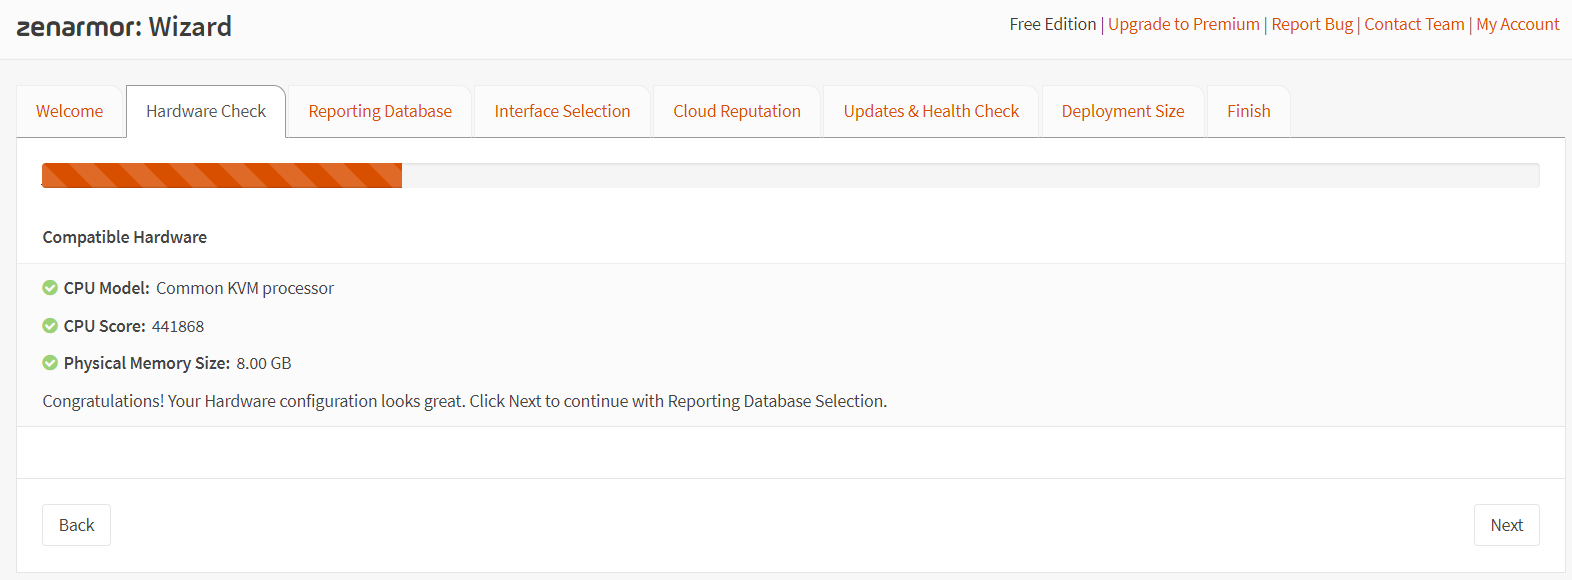 zenarmor: Wizard
Free Edition | Upgrade to Premium | Report Bug | Contact Team | My Account
Welcome
Hardware Check
Reporting Database
Interface Selection
Cloud Reputation
Updates & Health Check
Deployment Size
Finish
Compatible Hardware
CPU Model: Common KVM processor
CPU Score: 441868
Physical Memory Size: 8.00 GB
Congratulations! Your Hardware configuration looks great. Click Next to continue with Reporting Database Selection.
Back
Next